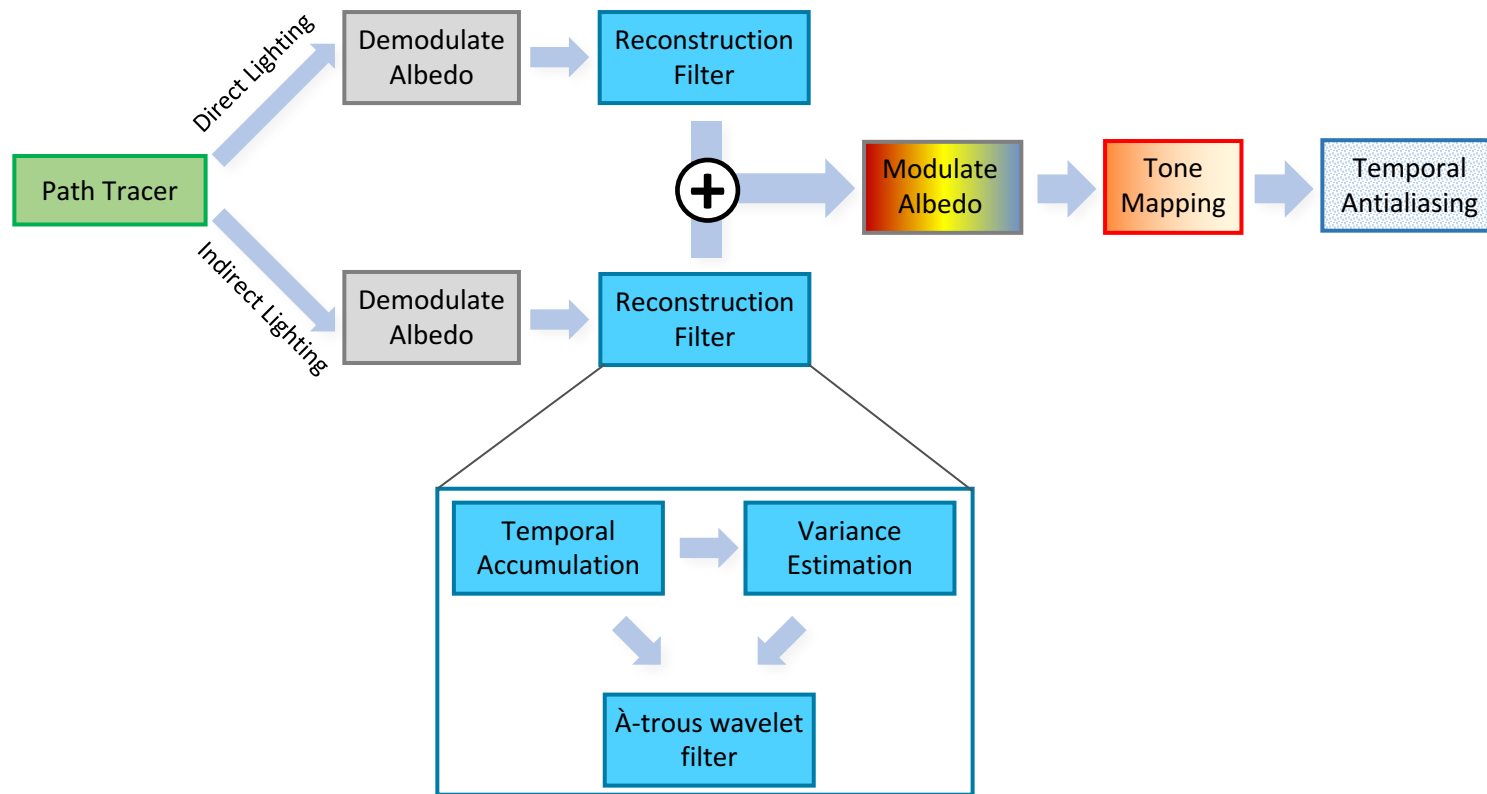 Direct Lighting
Demodulate
Albedo
Reconstruction
Filter
Path Tracer
Modulate
Albedo
Tone
Mapping
Temporal
Antialiasing
Indirect Lighting
Demodulate
Albedo
Reconstruction
Filter
Temporal
Accumulation
Variance
Estimation
À-trous wavelet
filter